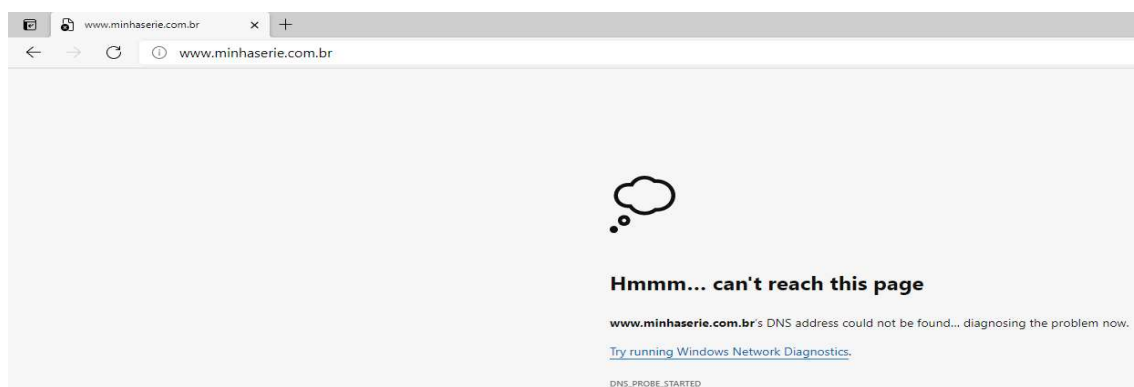 www.minhaserie.com.br
www.minhaserie.com.br
Hmmm... can't reach this page
www.minhaserie.com.br's DNS address could not be found... diagnosing the problem now.
Try running Windows Network Diagnostics.
DNS_PROBE_STARTED